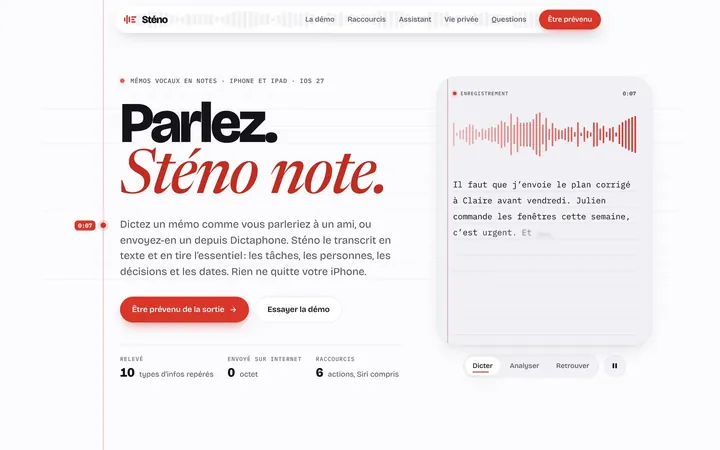 Sténo
La démo
Raccourcis
Assistant
Vie privée
Questions
Être prévenu
MÉMOS VOCAUX EN NOTES · IPHONE ET IPAD · IOS 27
Parlez.
Sténo note.
0:07
Dictez un mémo comme vous parleriez à un ami, ou
envoyez-en un depuis Dictaphone. Sténo le transcrit en
texte et en tire l'essentiel : les tâches, les personnes, les
décisions et les dates. Rien ne quitte votre iPhone.
Être prévenu de la sortie →
Essayer la démo
RELEVÉ
10 types d'infos repérés
ENVOYÉ SUR INTERNET
0 octet
RACCOURCIS
6 actions, Siri compris
ENREGISTREMENT
0:07
Il faut que j'envoie le plan corrigé
à Claire avant vendredi. Julien
commande les fenêtres cette semaine,
c'est urgent. Et
Dicter
Analyser
Retrouver